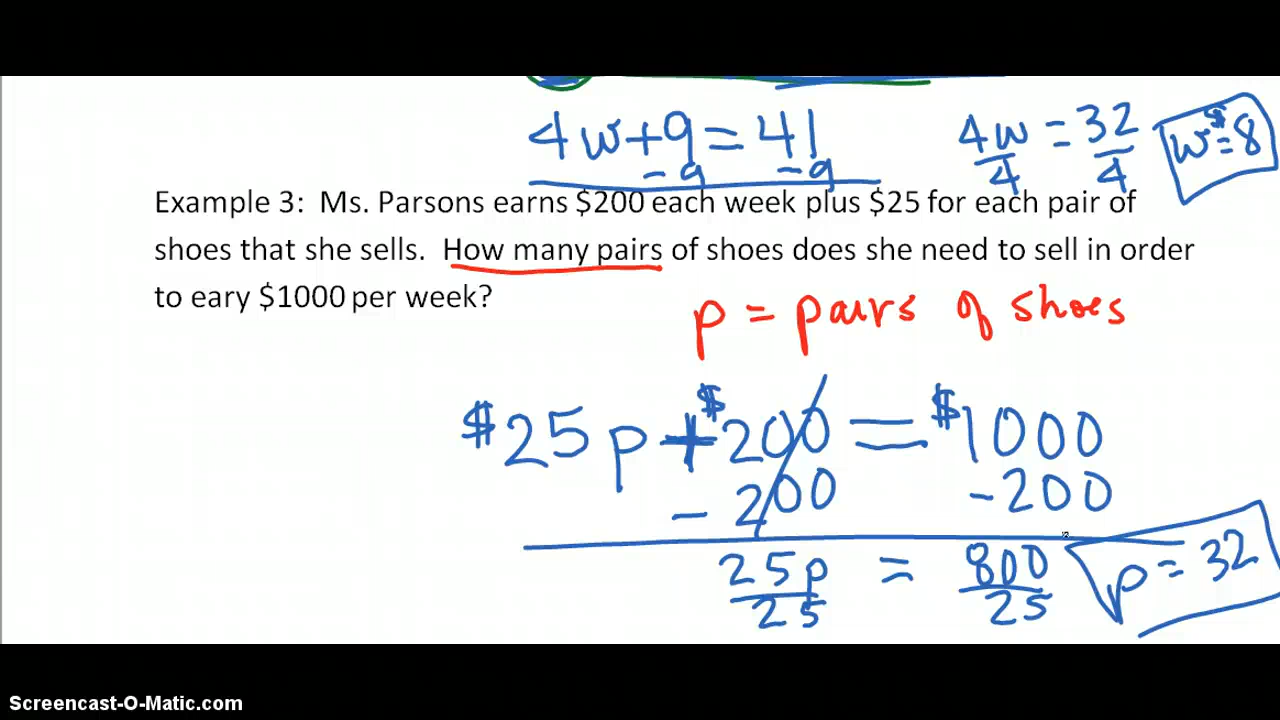 4w+9=41 4w=32 w=$8
-9 -9 4 4
Example 3: Ms. Parsons earns $200 each week plus $25 for each pair of
shoes that she sells. How many pairs of shoes does she need to sell in order
to eary $1000 per week?
p = pairs of shoes
$25p+$200=$1000
-200 -200
25p = 800 p=32
25 25
Screencast-O-Matic.com